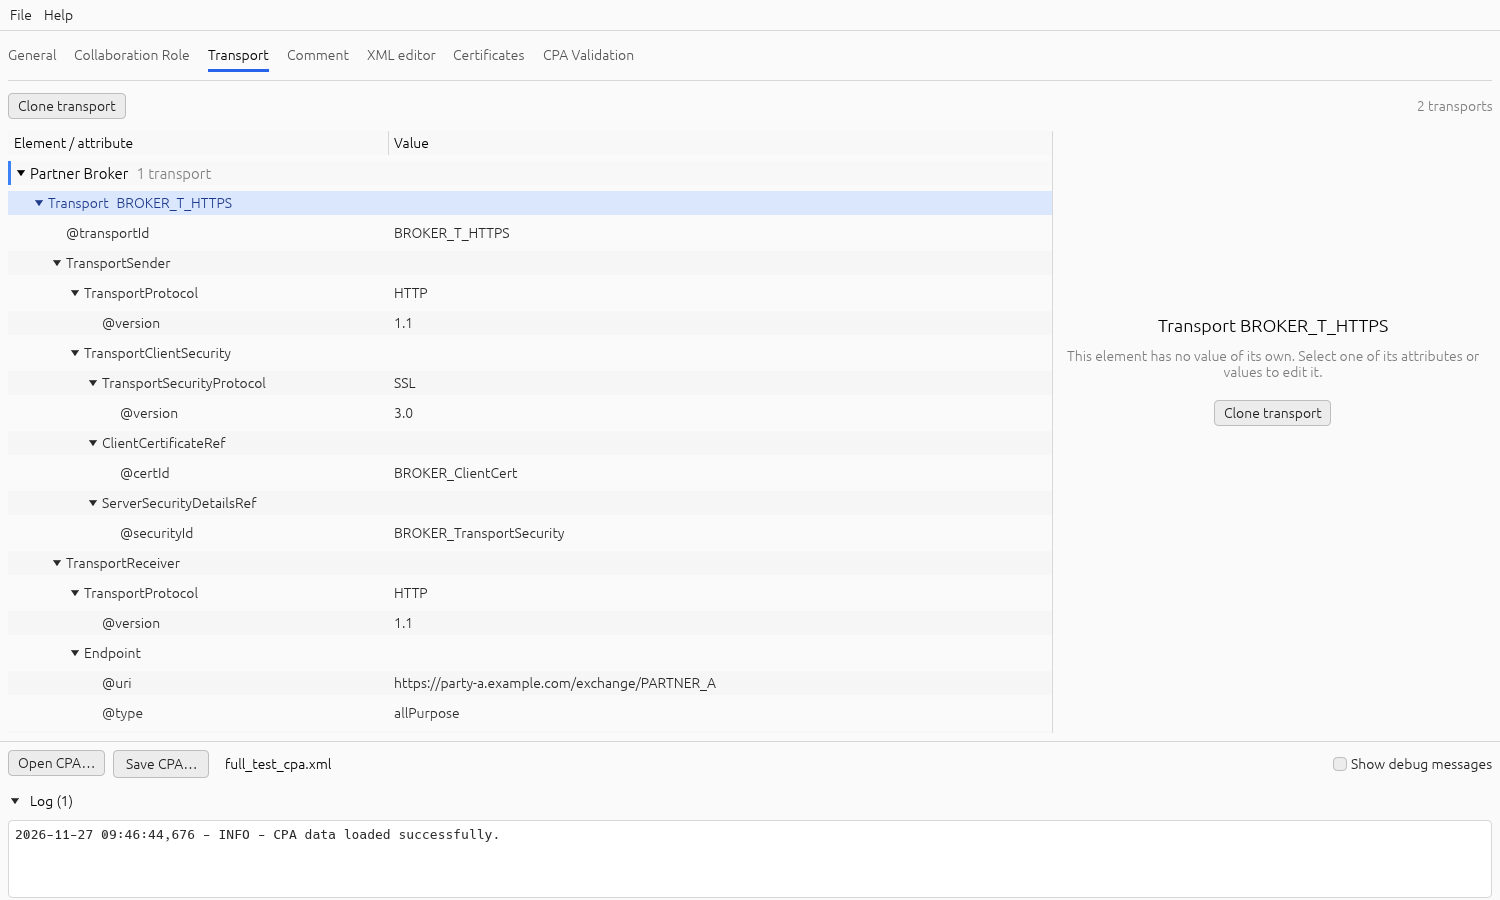 File Help
General Collaboration Role Transport Comment XML editor Certificates CPA Validation
Clone transport 2 transports
Element / attribute Value
Partner Broker 1 transport
Transport BROKER_T_HTTPS
@transportId BROKER_T_HTTPS
TransportSender
TransportProtocol HTTP
@version 1.1
TransportClientSecurity
TransportSecurityProtocol SSL
@version 3.0
ClientCertificateRef
@certId BROKER_ClientCert
ServerSecurityDetailsRef
@securityId BROKER_TransportSecurity
TransportReceiver
TransportProtocol HTTP
@version 1.1
Endpoint
@uri https://party-a.example.com/exchange/PARTNER_A
@type allPurpose
Transport BROKER_T_HTTPS
This element has no value of its own. Select one of its attributes or
values to edit it.
Clone transport
Open CPA... Save CPA... full_test_cpa.xml Show debug messages
Log (1)
2026-11-27 09:46:44,676 - INFO - CPA data loaded successfully.